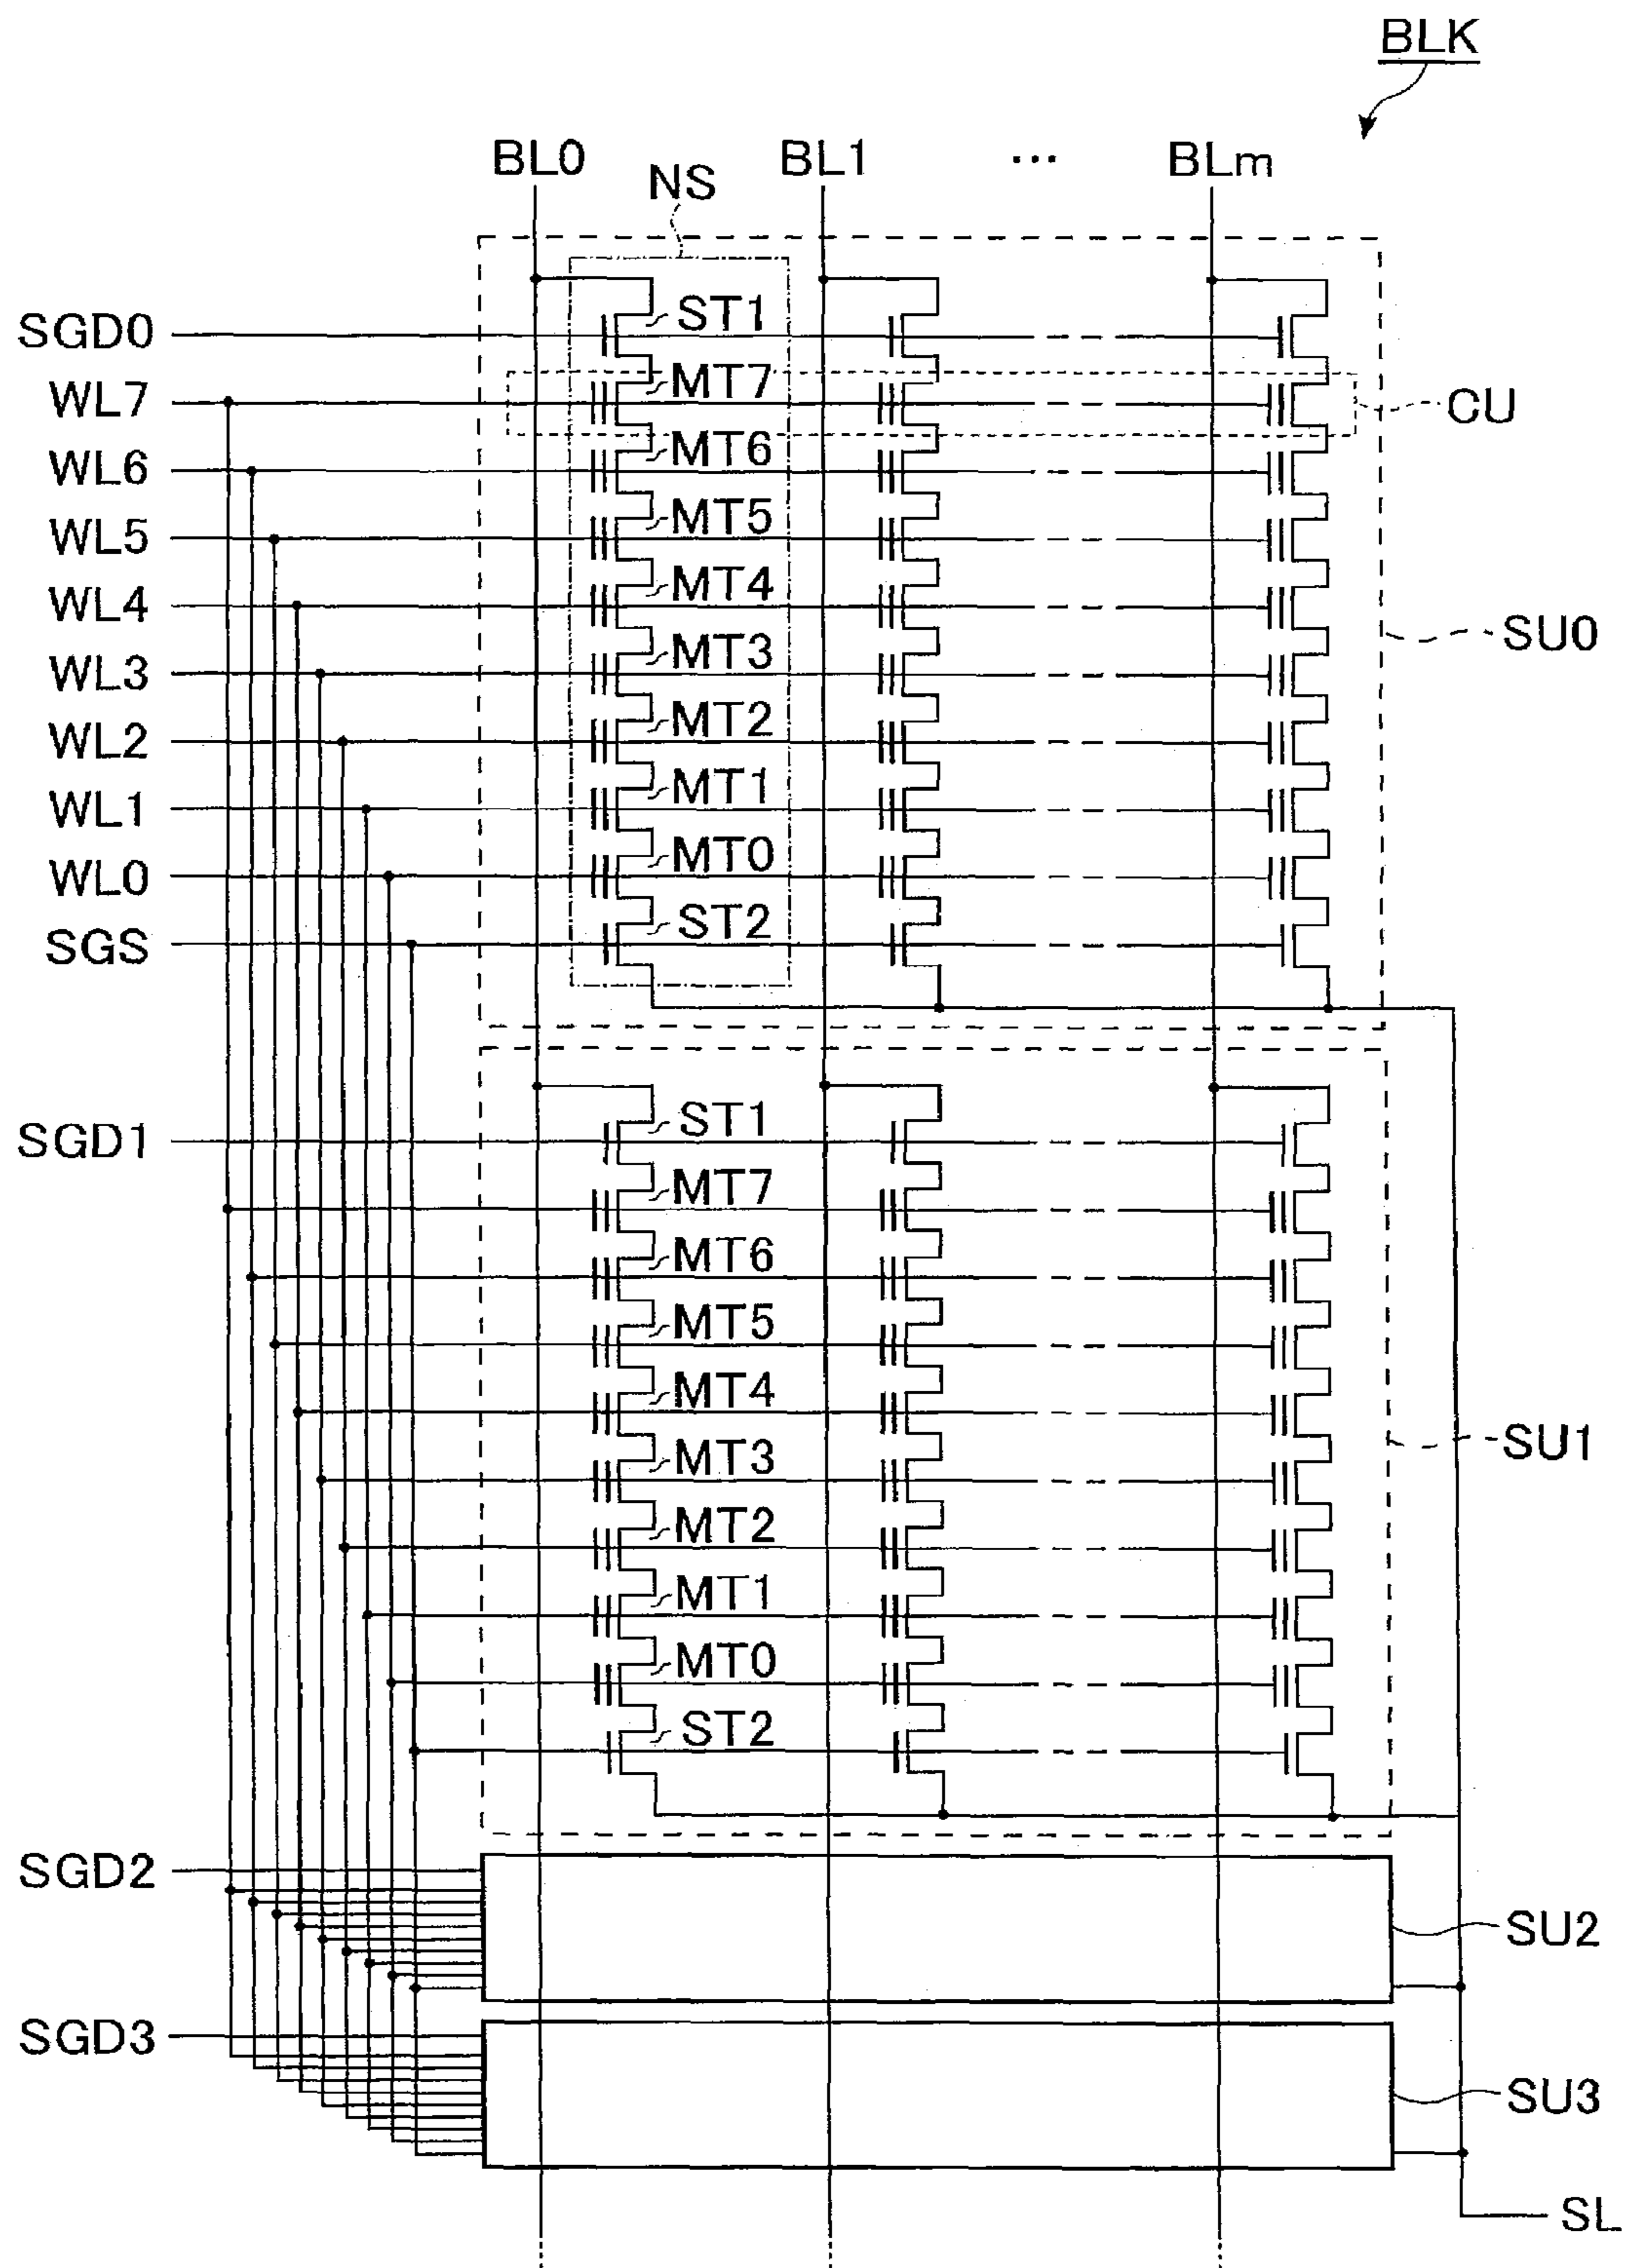 BLK
BL0 BL1 ... BLm
NS
SGD0 ST1
WL7 MT7 CU
WL6 MT6
WL5 MT5
WL4 MT4
WL3 MT3 SU0
WL2 MT2
WL1 MT1
WL0 MT0
SGS ST2
SGD1 ST1
MT7
MT6
MT5
MT4
MT3 SU1
MT2
MT1
MT0
ST2
SGD2
SU2
SGD3
SU3
SL